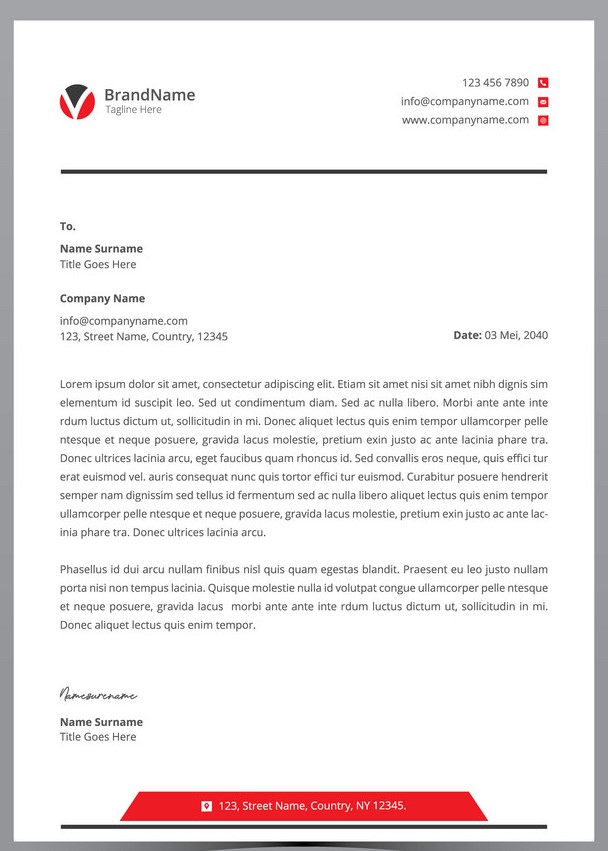 BrandName
Tagline Here
123 456 7890
info@companyname.com
www.companyname.com
To.
Name Surname
Title Goes Here
Company Name
info@companyname.com
123, Street Name, Country, 12345
Date: 03 Mei, 2040
Lorem ipsum dolor sit amet, consectetur adipiscing elit. Etiam sit amet nisi sit amet nibh dignis sim
elementum id suscipit leo. Sed ut condimentum diam. Sed ac nulla libero. Morbi ante ante inte
rdum luctus dictum ut, sollicitudin in mi. Donec aliquet lectus quis enim tempor ullamcorper pelle
ntesque et neque posuere, gravida lacus molestie, pretium exin justo ac ante lacinia phare tra.
Donec ultrices lacinia arcu, eget faucibus quam rhoncus id. Sed convallis eros neque, quis effici tur
erat euismod vel. auris consequat nunc quis tortor effici tur euismod. Curabitur posuere hendrerit
semper nam dignissim sed tellus id fermentum sed ac nulla libero aliquet lectus quis enim tempor
ullamcorper pelle ntesque et neque posuere, gravida lacus molestie, pretium exin justo ac ante lac-
inia phare tra. Donec ultrices lacinia arcu.
Phasellus id dui arcu nullam finibus nisl quis quam egestas blandit. Praesent eu leo justo nullam
porta nisi non tempus lacinia. Quisque molestie nulla id volutpat congue ullamcorper pelle ntesque
et neque posuere, gravida lacus morbi ante ante inte rdum luctus dictum ut, sollicitudin in mi.
Donec aliquet lectus quis enim tempor.
Namesurename
Name Surname
Title Goes Here
123, Street Name, Country, NY 12345.